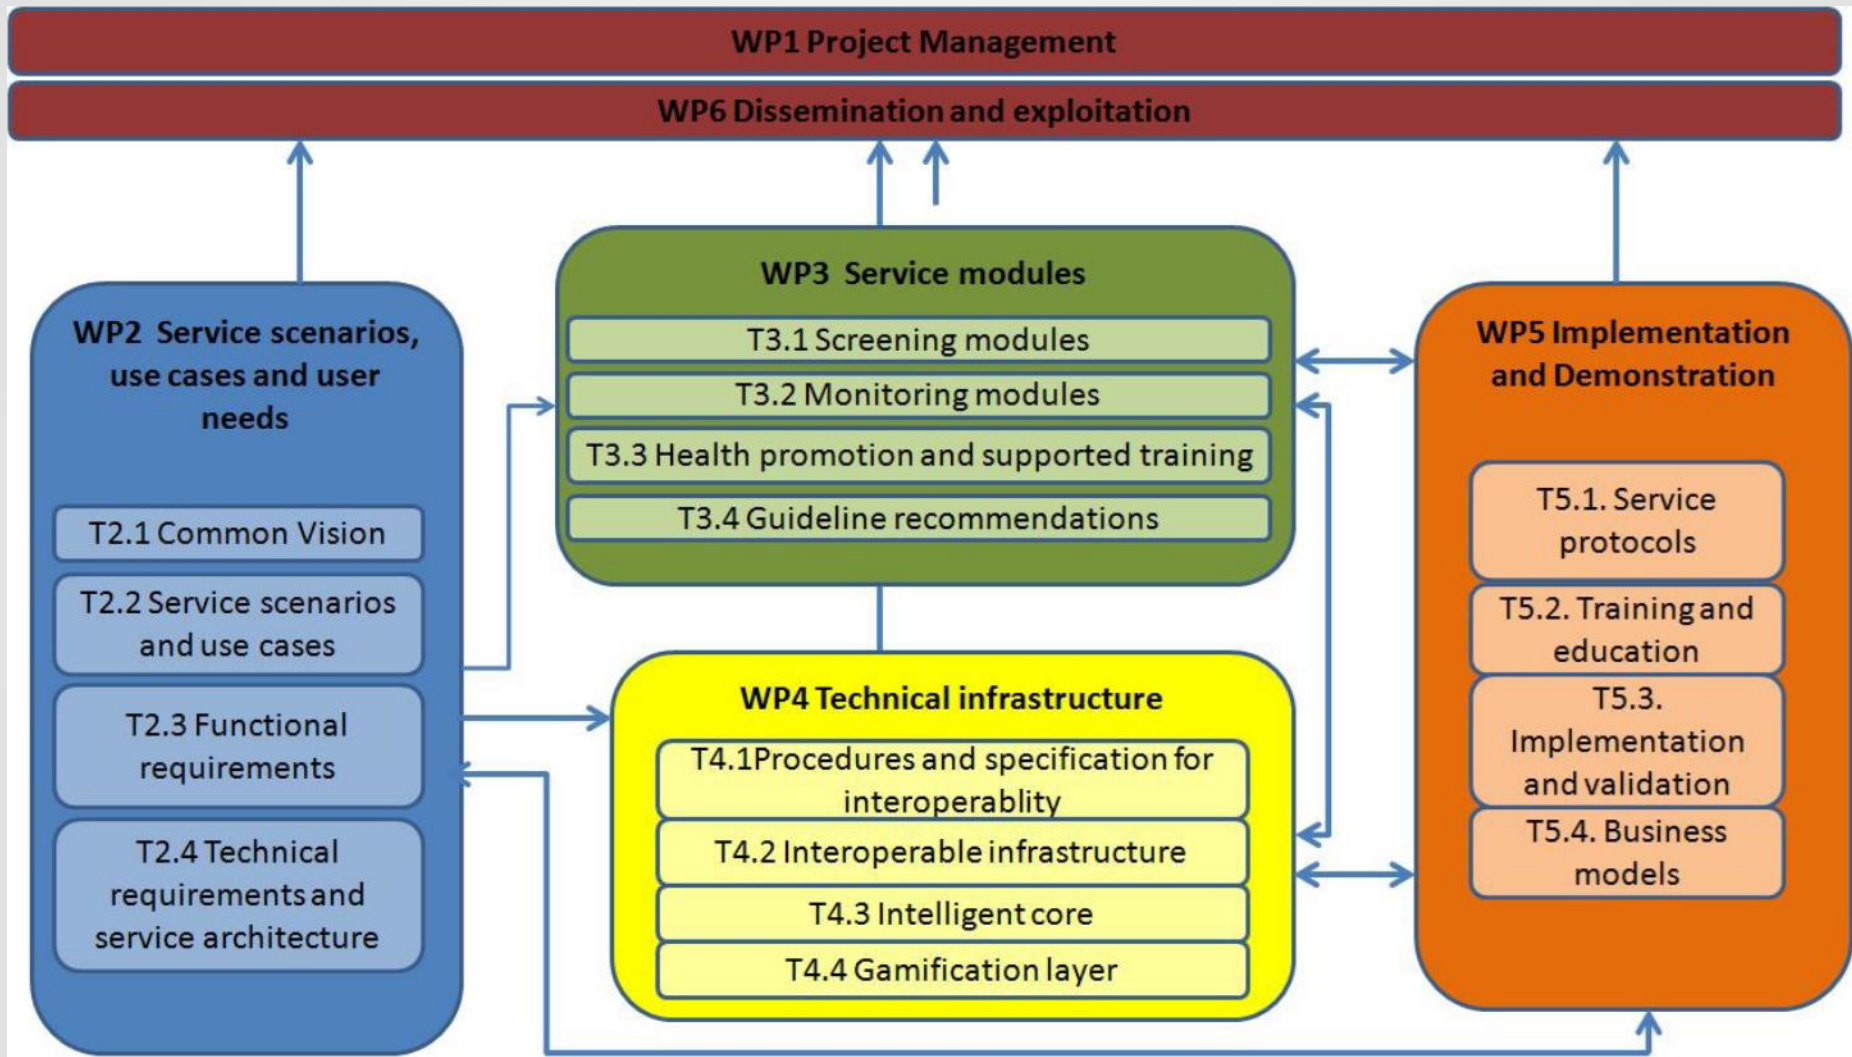 WP1 Project Management
WP6 Dissemination and exploitation
WP2 Service scenarios,
use cases and user
needs
T2.1 Common Vision
T2.2 Service scenarios
and use cases
T2.3 Functional
requirements
T2.4 Technical
requirements and
service architecture
WP3 Service modules
T3.1 Screening modules
T3.2 Monitoring modules
T3.3 Health promotion and supported training
T3.4 Guideline recommendations
WP4 Technical infrastructure
T4.1Procedures and specification for
interoperablity
T4.2 Interoperable infrastructure
T4.3 Intelligent core
T4.4 Gamification layer
WP5 Implementation
and Demonstration
T5.1. Service
protocols
T5.2. Training and
education
T5.3.
Implementation
and validation
T5.4. Business
models